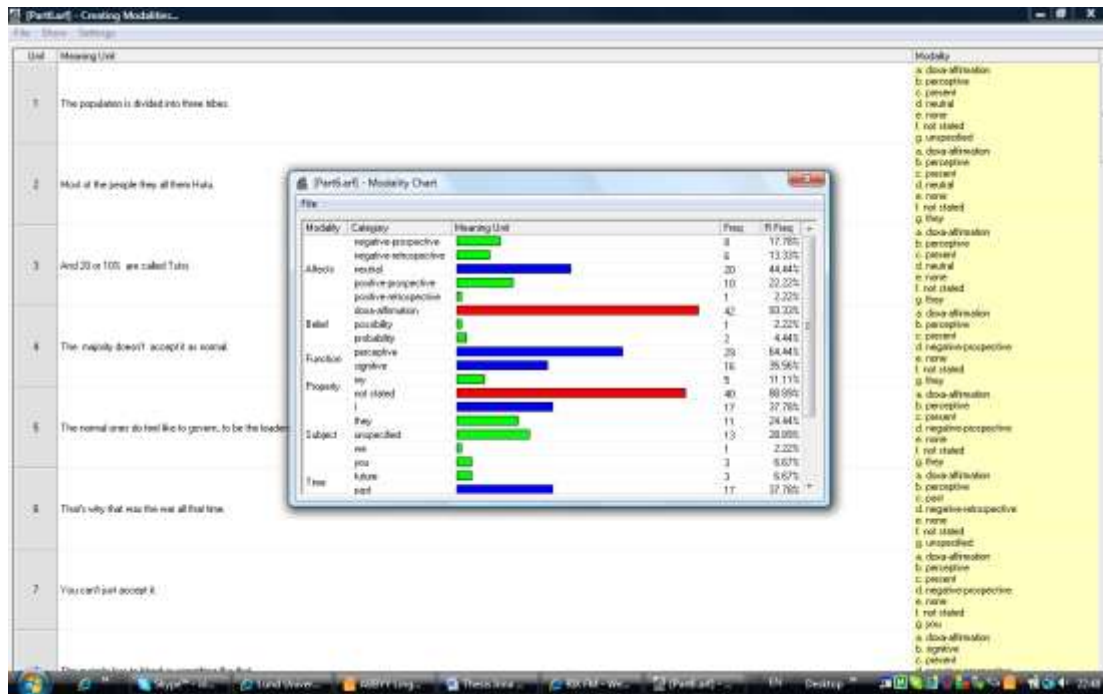 [Part6.arf] - Creating Modalities...
File Show Settings
Unit Meaning Unit Modality
1 The population is divided into three tribes.
a. doxa-affirmation
b. perceptive
c. present
d. neutral
e. none
f. not stated
g. unspecified
2 Most of the people they all them Hutu.
a. doxa-affirmation
b. perceptive
c. present
d. neutral
e. none
f. not stated
g. they
3 And 20 or 10% are called Tutsi
a. doxa-affirmation
b. perceptive
c. present
d. neutral
e. none
f. not stated
g. they
4 The majority doesn't accept it as normal.
a. doxa-affirmation
b. perceptive
c. present
d. negative-prospective
e. none
f. not stated
g. they
5 The normal ones do feel like to govern, to be the leader
a. doxa-affirmation
b. perceptive
c. present
d. negative-prospective
e. none
f. not stated
g. they
6 That's why that was the war all that time.
a. doxa-affirmation
b. perceptive
c. past
d. negative-retrospective
e. none
f. not stated
g. unspecified
7 You can't just accept it.
a. doxa-affirmation
b. perceptive
c. present
d. negative-prospective
e. none
f. not stated
g. you
a. doxa-affirmation
b. signitive
c. present
[Part6.arf] - Modality Chart
File
Modality Category Meaning Unit Freq R Freq
Affects
negative-prospective 8 17.78%
negative-retrospective 6 13.33%
neutral 20 44.44%
positive-prospective 10 22.22%
positive-retrospective 1 2.22%
Belief
doxa-affirmation 42 93.33%
possibility 1 2.22%
probability 2 4.44%
Function
perceptive 29 64.44%
signitive 16 35.56%
Property
my 5 11.11%
not stated 40 88.89%
Subject
I 17 37.78%
they 11 24.44%
unspecified 13 28.89%
we 1 2.22%
you 3 6.67%
Time
future 3 6.67%
past 17 37.78%
Skype™ -
Lund Univer...
ABBYY Ling...
Thesis
[Part6.arf] -
EN Desktop 22:48